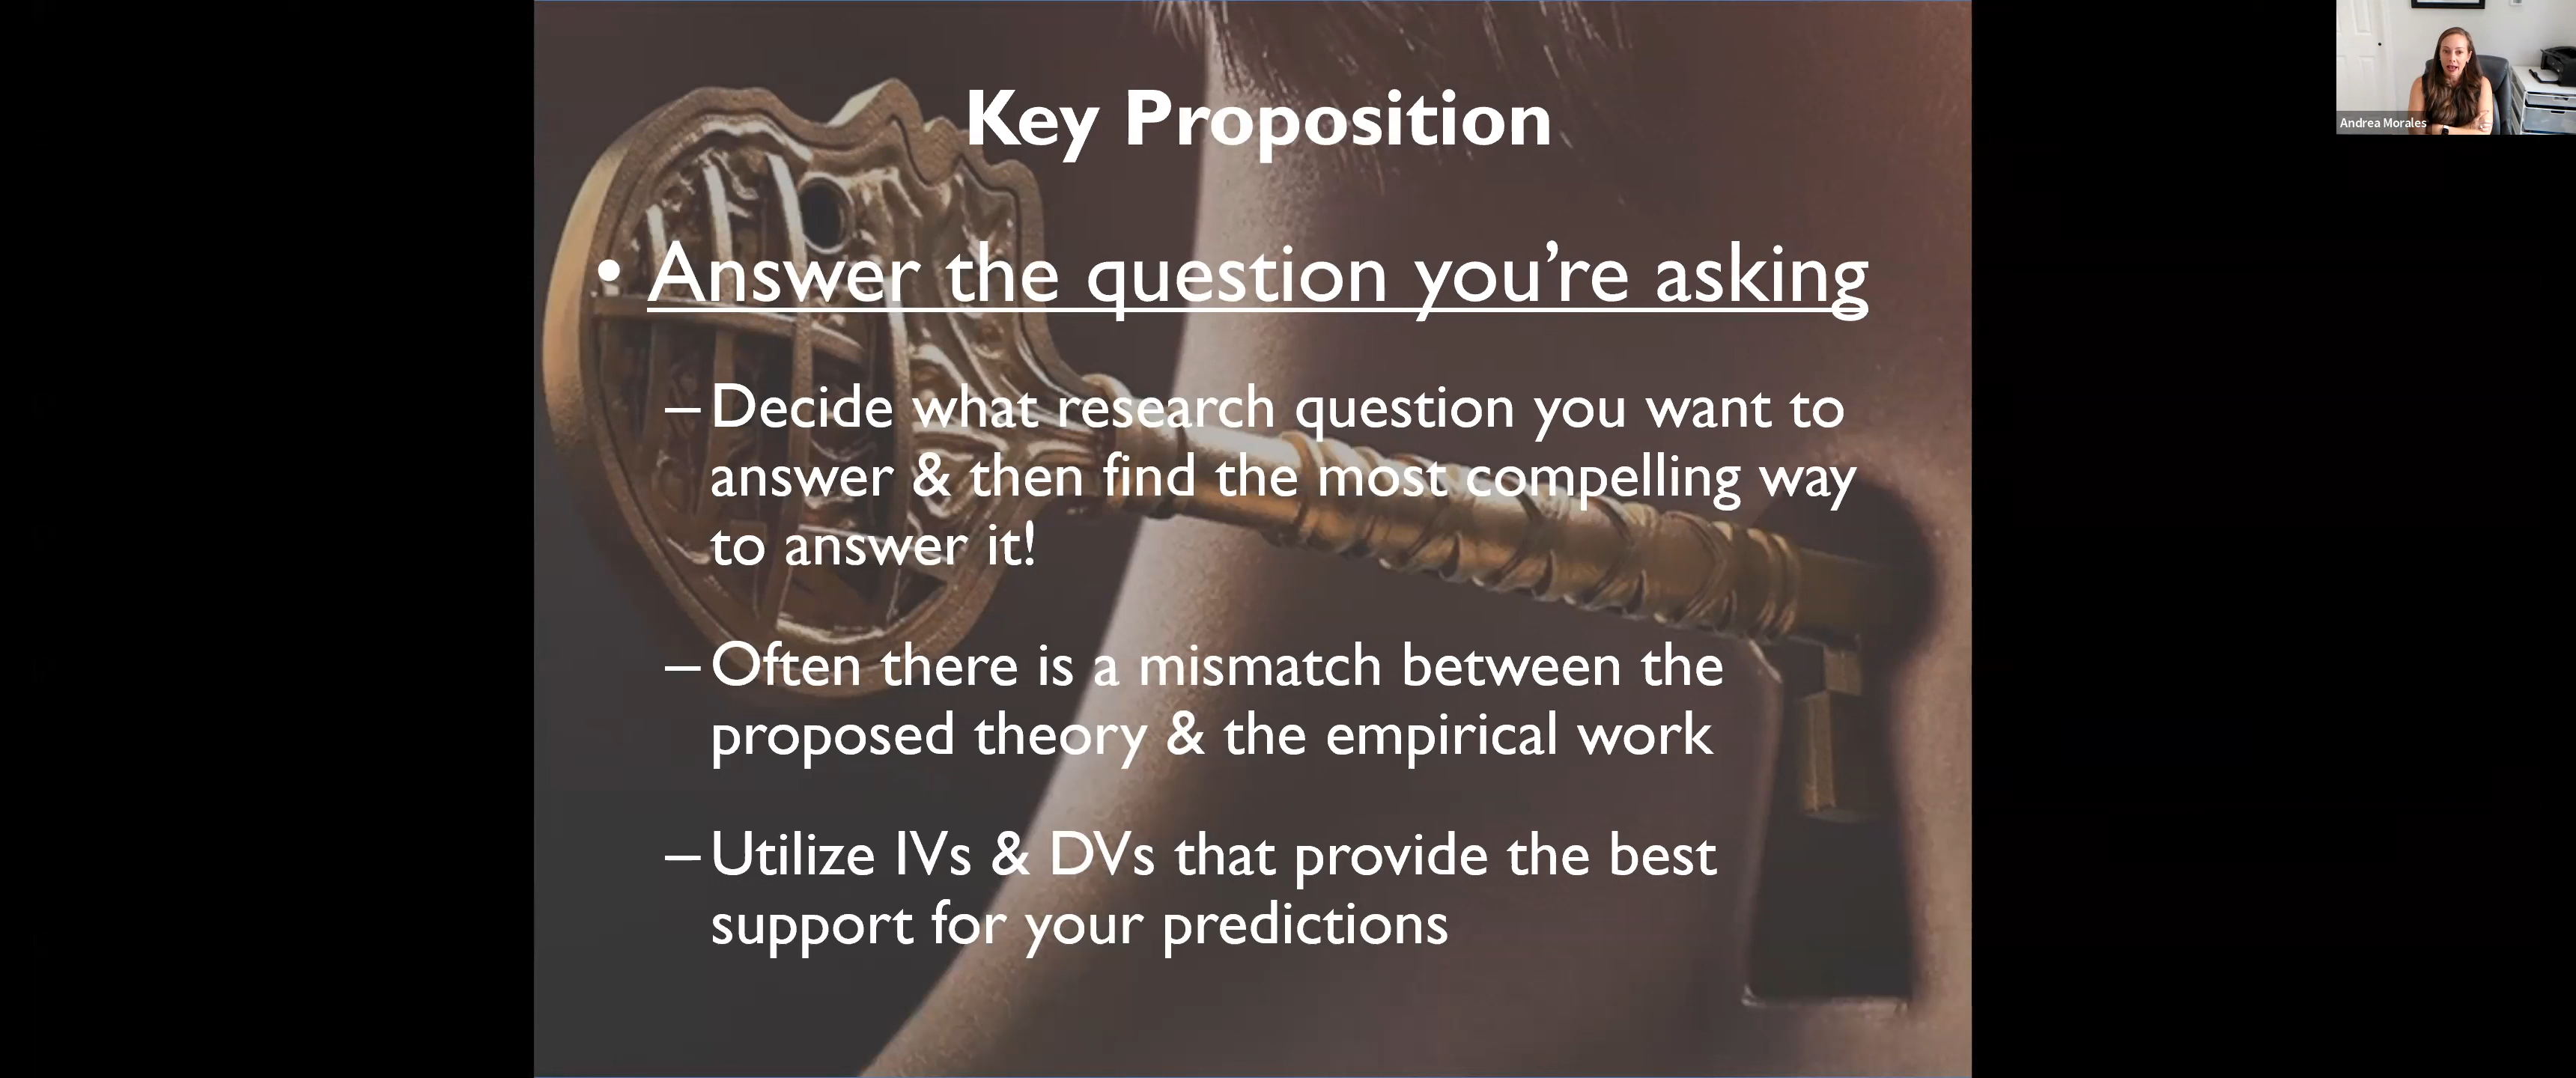 Key Proposition
• Answer the question you’re asking
– Decide what research question you want to
answer & then find the most compelling way
to answer it!
– Often there is a mismatch between the
proposed theory & the empirical work
– Utilize IVs & DVs that provide the best
support for your predictions
Andrea Morales